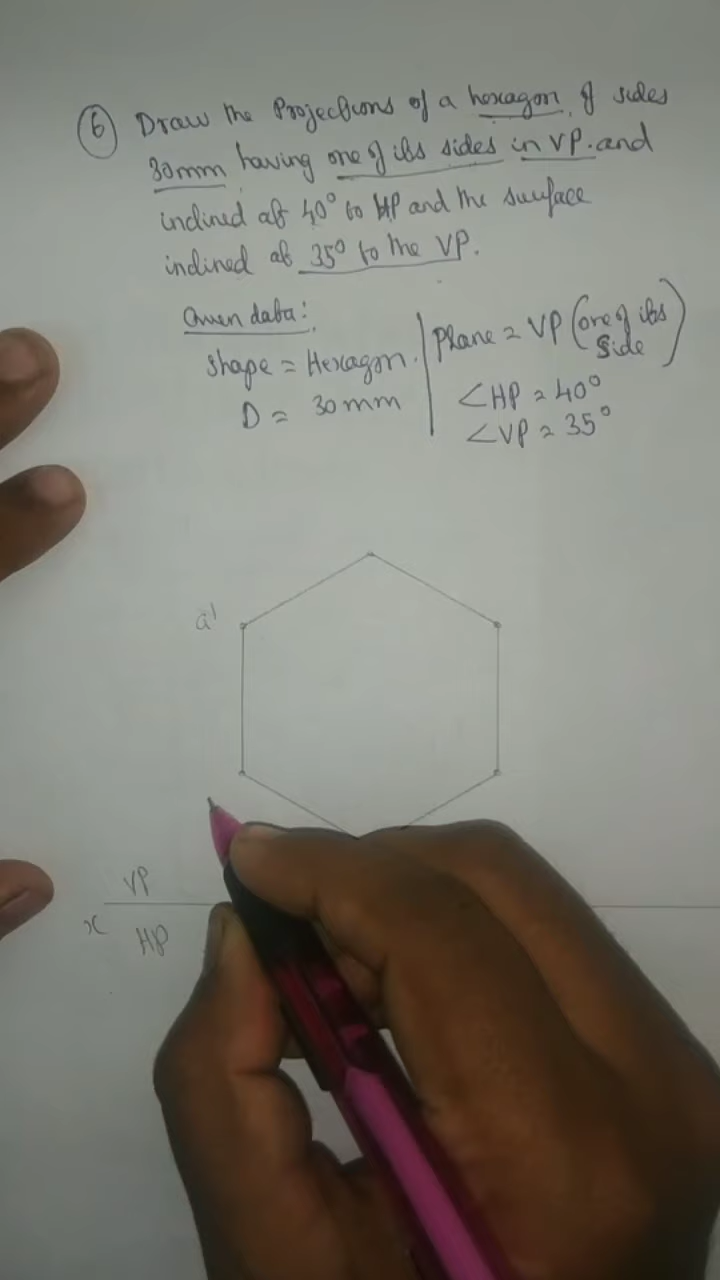 6 Draw the Projections of a hexagon of sides
30mm having one of its sides in VP. and
inclined at 40° to HP and the surface
inclined at 35° to the VP.
Given data:
Shape = Hexagon.
D = 30mm
Plane = VP (one of its
Side)
∠HP = 40°
∠VP = 35°
a'
VP
x
HP